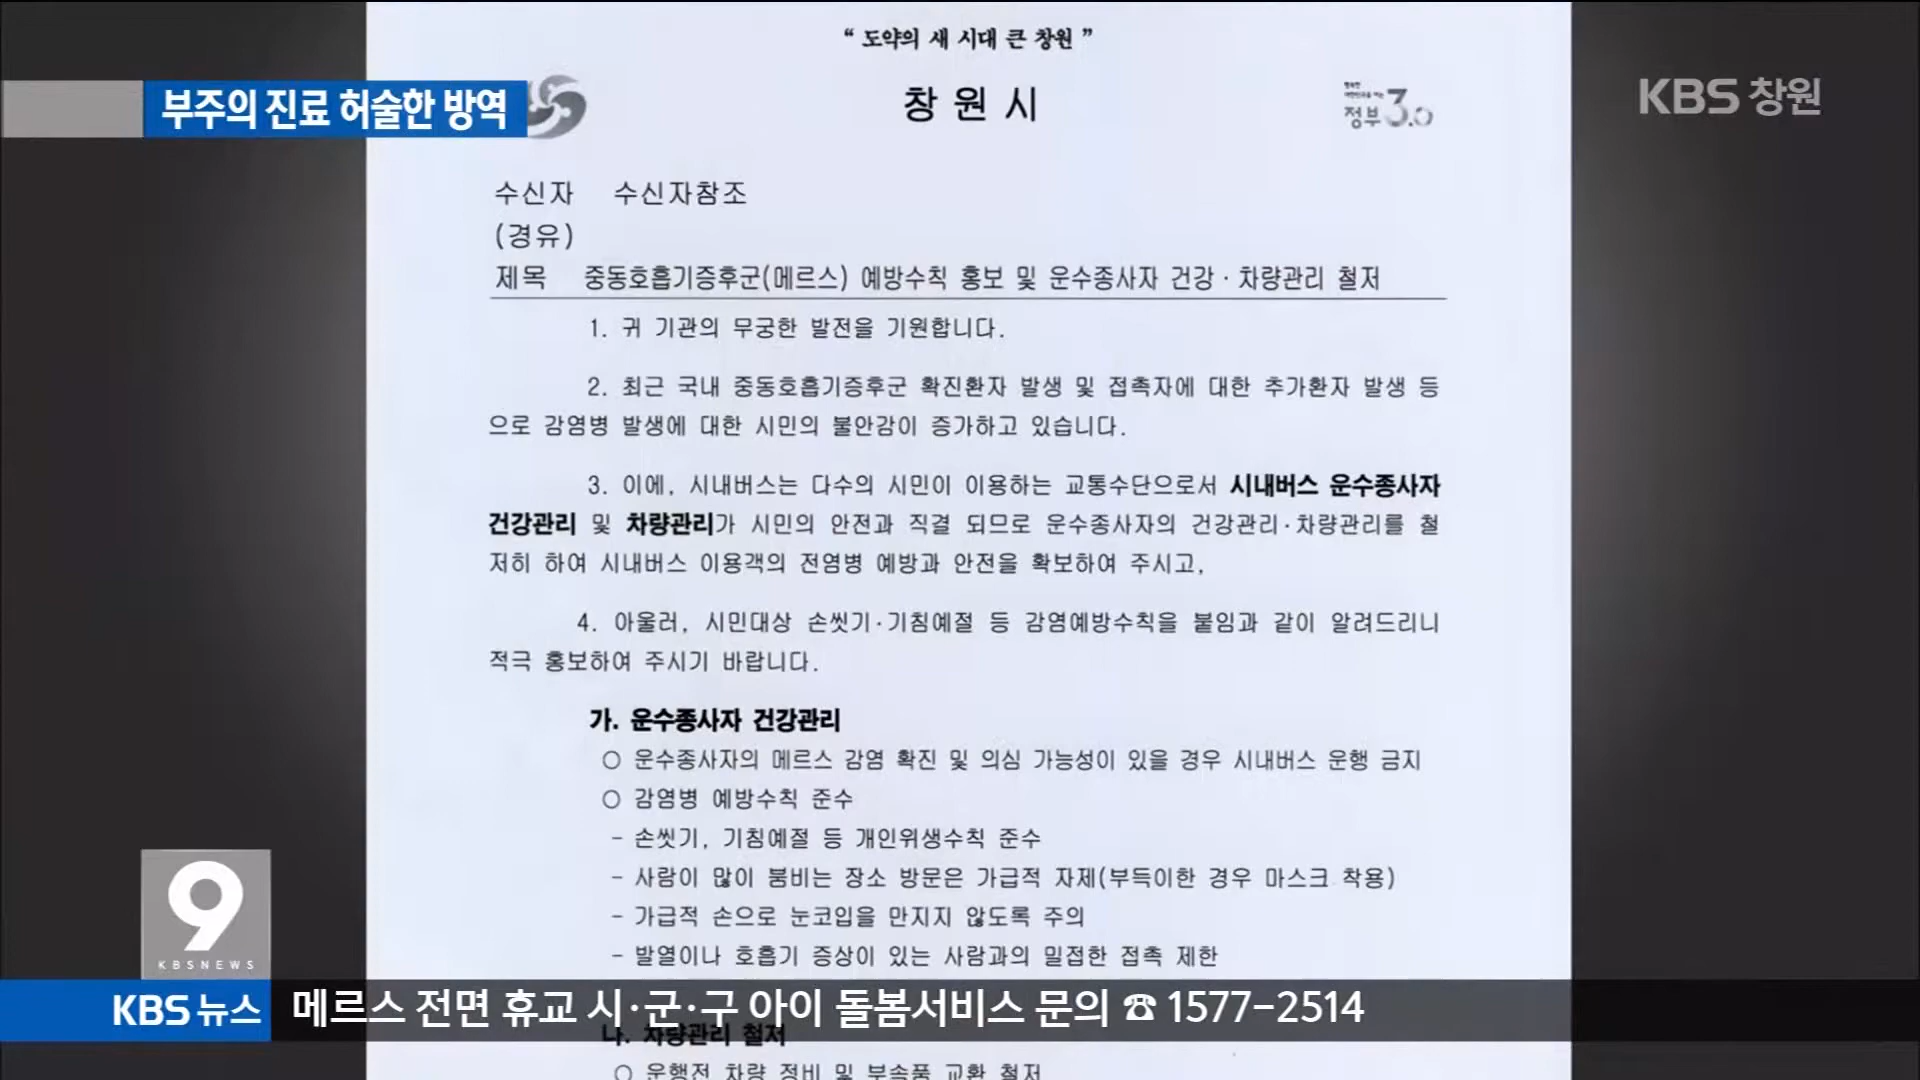 “ 도약의 새 시대 큰 창원 ”
부주의 진료 허술한 방역
창원시
정부3.0
KBS 창원
수신자 수신자참조
(경유)
제목 중동호흡기증후군(메르스) 예방수칙 홍보 및 운수종사자 건강·차량관리 철저
1. 귀 기관의 무궁한 발전을 기원합니다.
2. 최근 국내 중동호흡기증후군 확진환자 발생 및 접촉자에 대한 추가환자 발생 등
으로 감염병 발생에 대한 시민의 불안감이 증가하고 있습니다.
3. 이에, 시내버스는 다수의 시민이 이용하는 교통수단으로서 시내버스 운수종사자
건강관리 및 차량관리가 시민의 안전과 직결 되므로 운수종사자의 건강관리·차량관리를 철
저히 하여 시내버스 이용객의 전염병 예방과 안전을 확보하여 주시고,
4. 아울러, 시민대상 손씻기·기침예절 등 감염예방수칙을 붙임과 같이 알려드리니
적극 홍보하여 주시기 바랍니다.
가. 운수종사자 건강관리
○ 운수종사자의 메르스 감염 확진 및 의심 가능성이 있을 경우 시내버스 운행 금지
○ 감염병 예방수칙 준수
- 손씻기, 기침예절 등 개인위생수칙 준수
- 사람이 많이 붐비는 장소 방문은 가급적 자제(부득이한 경우 마스크 착용)
- 가급적 손으로 눈코입을 만지지 않도록 주의
- 발열이나 호흡기 증상이 있는 사람과의 밀접한 접촉 제한
9
KBSNEWS
KBS 뉴스 메르스 전면 휴교 시·군·구 아이 돌봄서비스 문의 ☎ 1577-2514
나. 차량관리 철저
○ 운행전 차량 정비 및 부속품 교환 철저